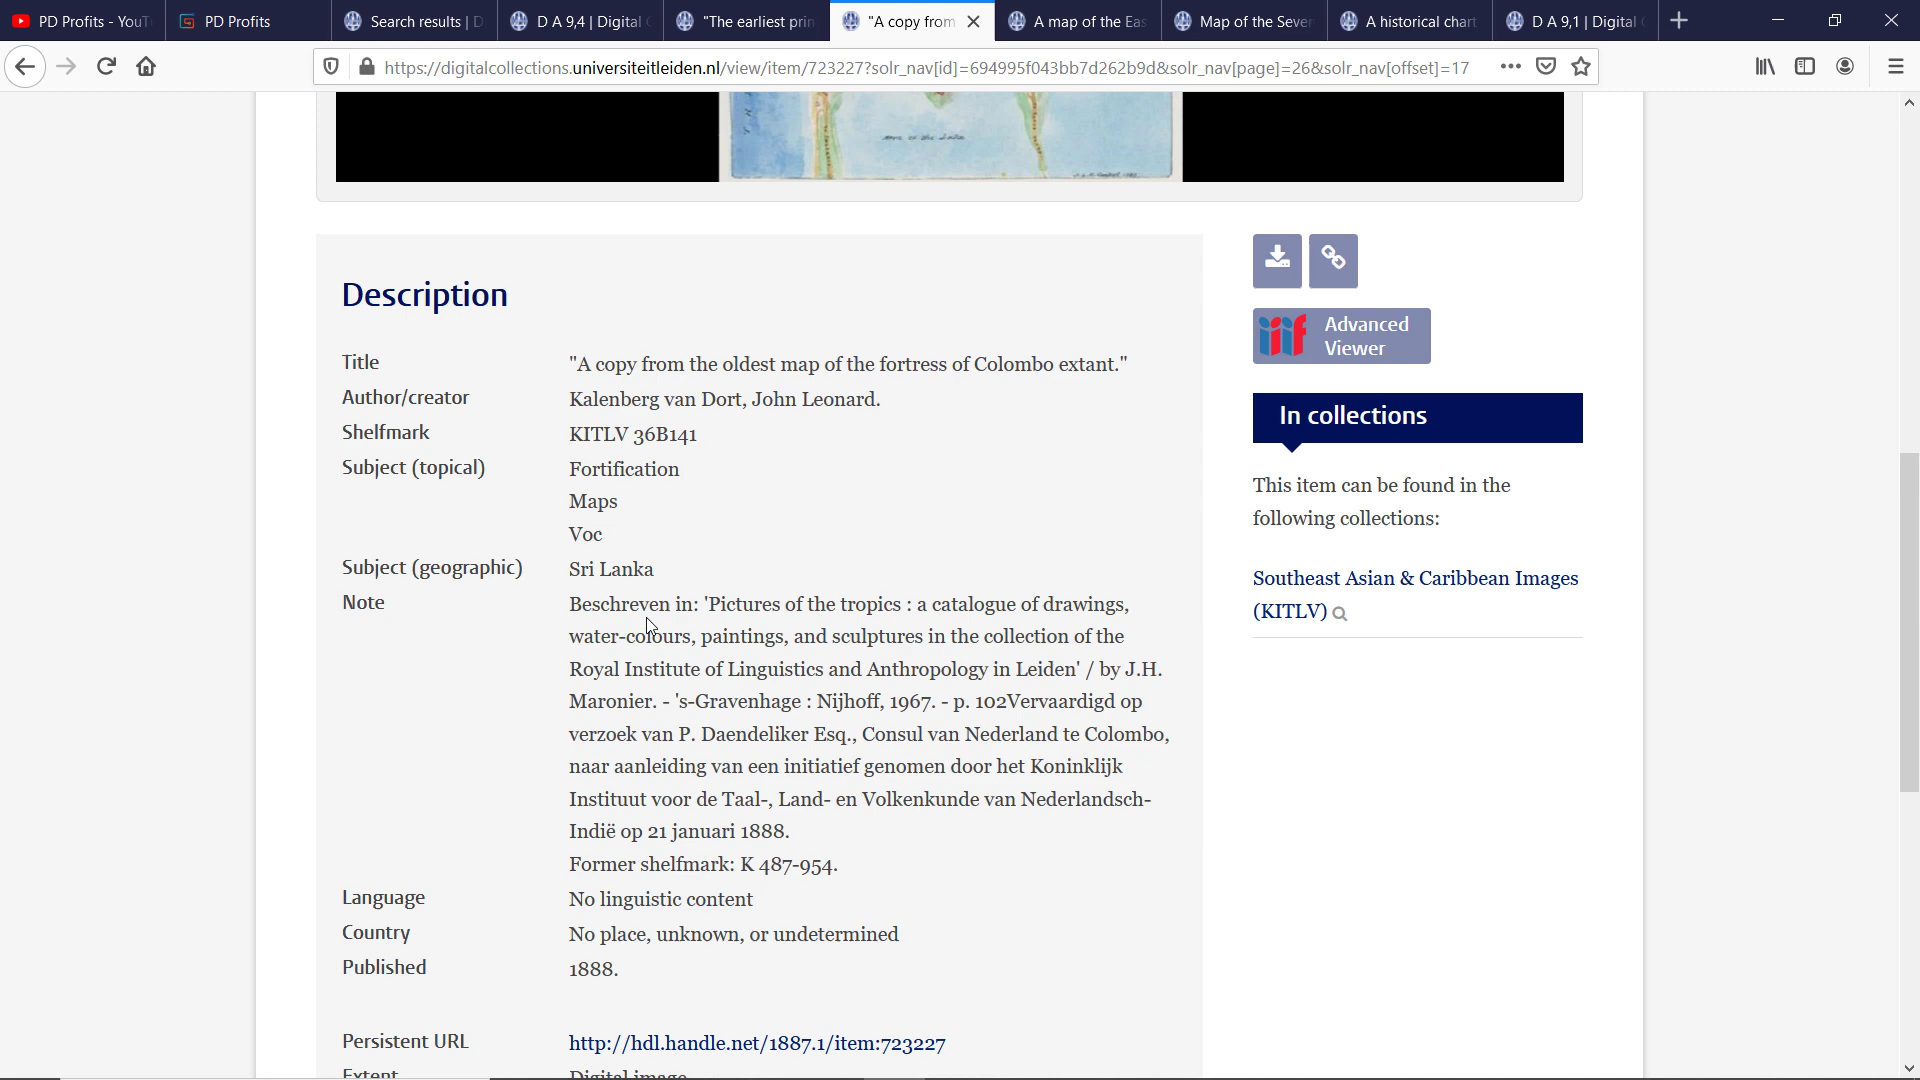 PD Profits - YouT
PD Profits
Search results | D
D A 9,4 | Digital C
"The earliest prin
"A copy from
A map of the Eas
Map of the Sever
A historical chart
D A 9,1 | Digital C
https://digitalcollections.universiteitleiden.nl/view/item/723227?solr_nav[id]=694995f043bb7d262b9d&solr_nav[page]=26&solr_nav[offset]=17
Description
Title "A copy from the oldest map of the fortress of Colombo extant."
Author/creator Kalenberg van Dort, John Leonard.
Shelfmark KITLV 36B141
Subject (topical) Fortification
Maps
Voc
Subject (geographic) Sri Lanka
Note Beschreven in: 'Pictures of the tropics : a catalogue of drawings,
water-colours, paintings, and sculptures in the collection of the
Royal Institute of Linguistics and Anthropology in Leiden' / by J.H.
Maronier. - 's-Gravenhage : Nijhoff, 1967. - p. 102Vervaardigd op
verzoek van P. Daendeliker Esq., Consul van Nederland te Colombo,
naar aanleiding van een initiatief genomen door het Koninklijk
Instituut voor de Taal-, Land- en Volkenkunde van Nederlandsch-
Indië op 21 januari 1888.
Former shelfmark: K 487-954.
Language No linguistic content
Country No place, unknown, or undetermined
Published 1888.
Persistent URL http://hdl.handle.net/1887.1/item:723227
Extent Digital image
iiif Advanced
Viewer
In collections
This item can be found in the
following collections:
Southeast Asian & Caribbean Images
(KITLV)